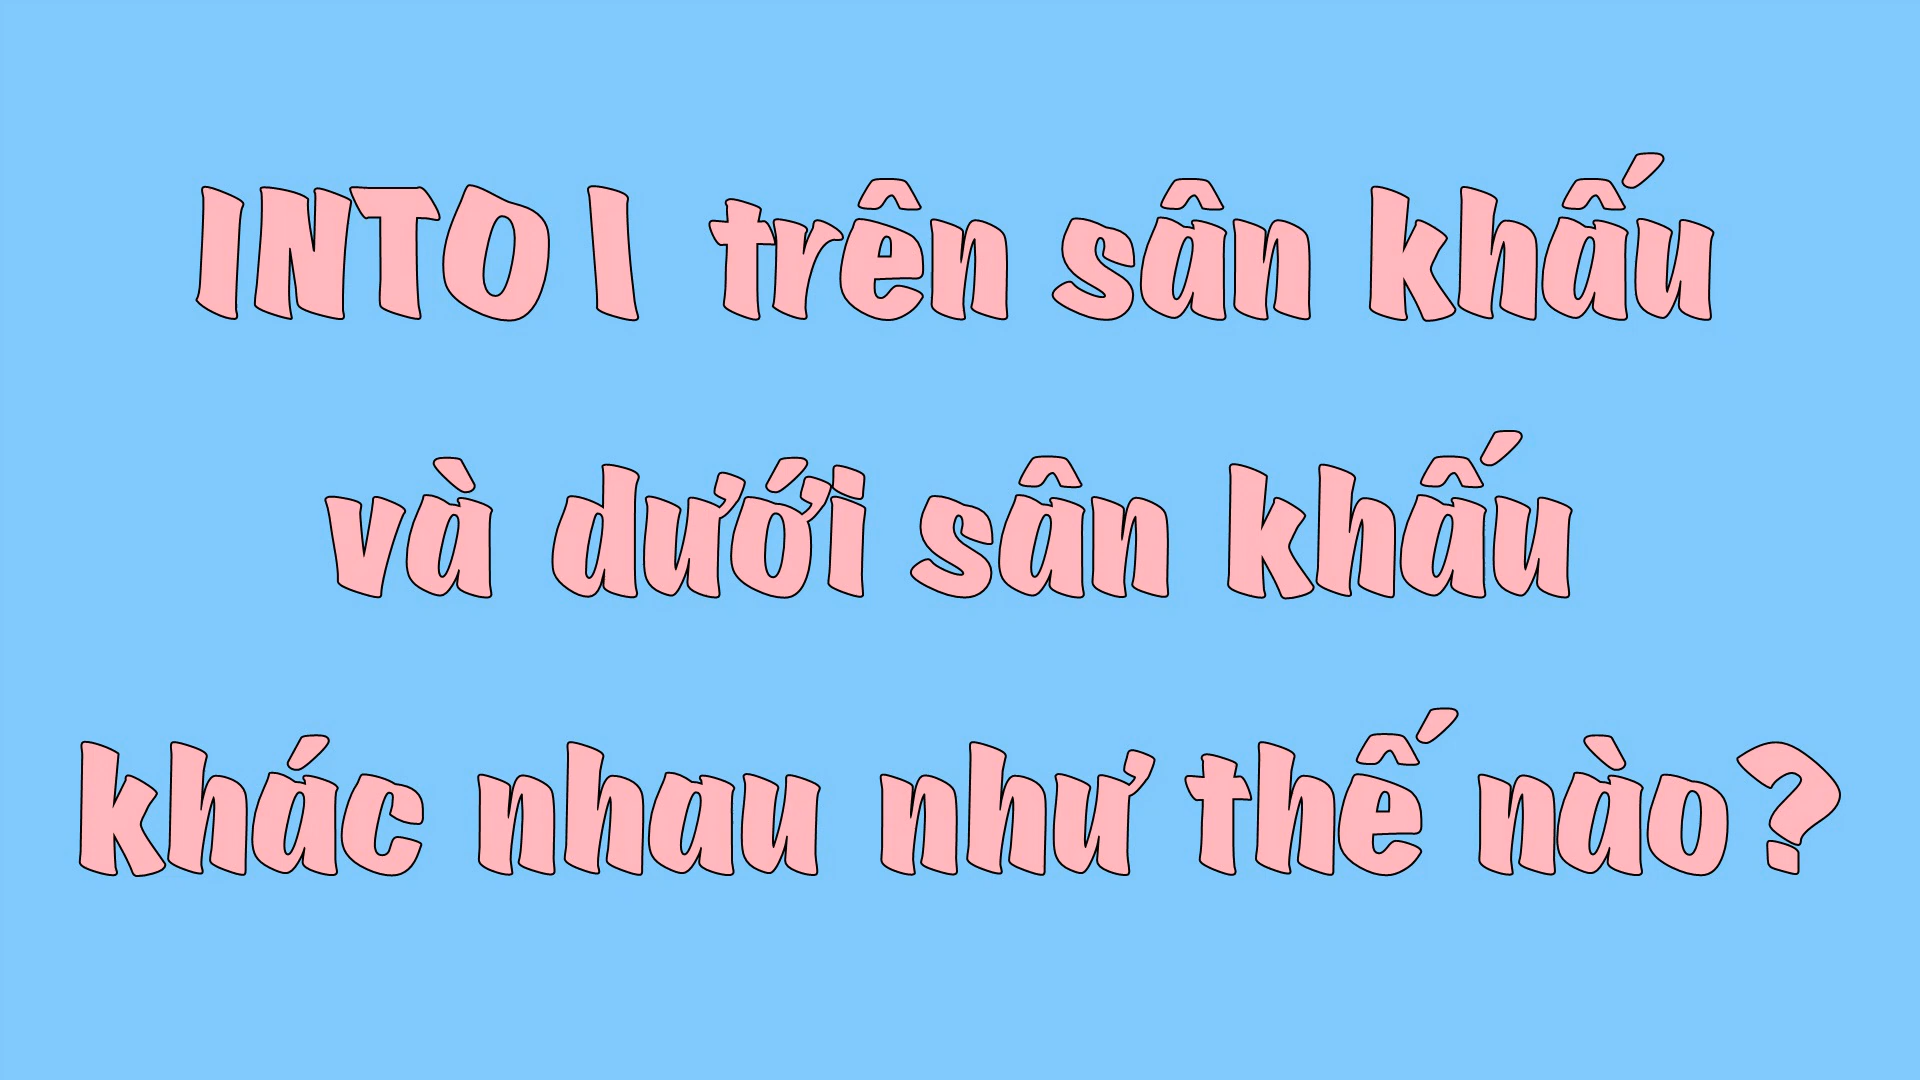 INTO1 trên sân khấu
và dưới sân khấu
khác nhau như thế nào?